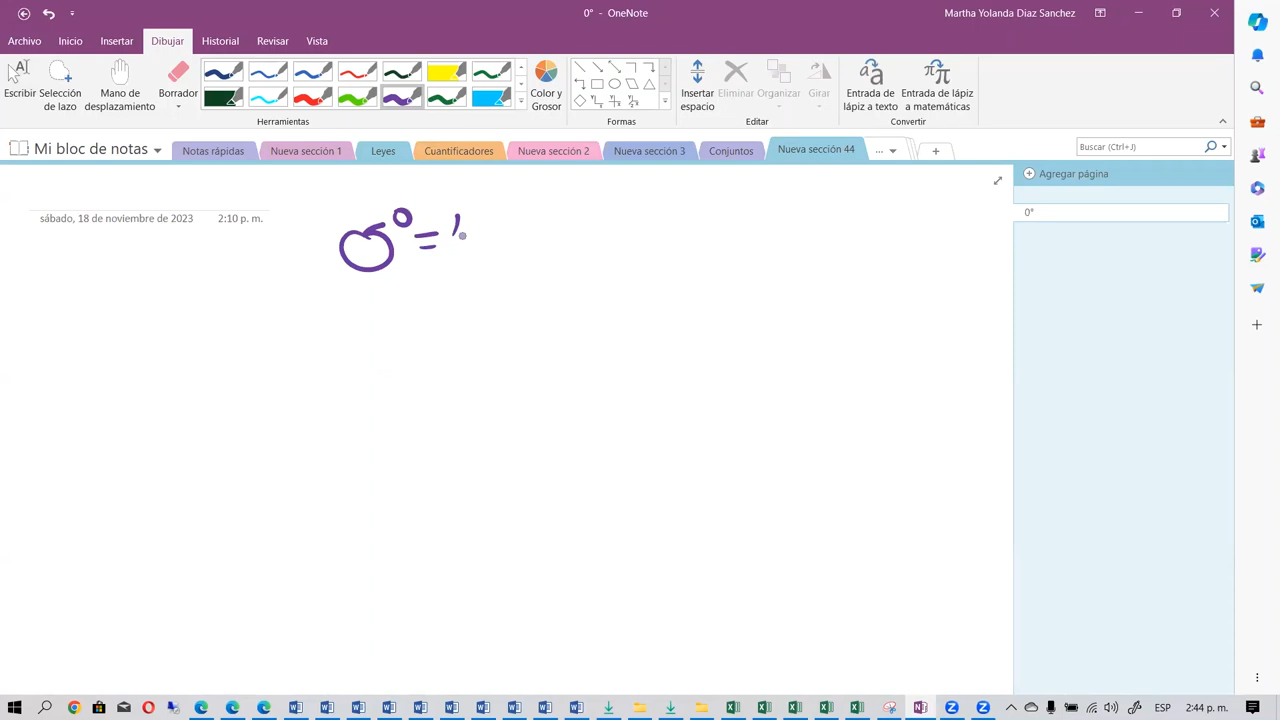 0° - OneNote
Martha Yolanda Diaz Sanchez
Archivo Inicio Insertar Dibujar Historial Revisar Vista
Escribir
Selección de lazo
Mano de desplazamiento
Borrador
Color y Grosor
Insertar espacio
Eliminar
Organizar
Girar
Entrada de lápiz a texto
Entrada de lápiz a matemáticas
Herramientas
Formas
Editar
Convertir
Mi bloc de notas
Notas rápidas Nueva sección 1 Leyes Cuantificadores Nueva sección 2 Nueva sección 3 Conjuntos Nueva sección 44 ...
Buscar (Ctrl+J)
Agregar página
0°
sábado, 18 de noviembre de 2023 2:10 p. m.
0° =
ESP 2:44 p. m.